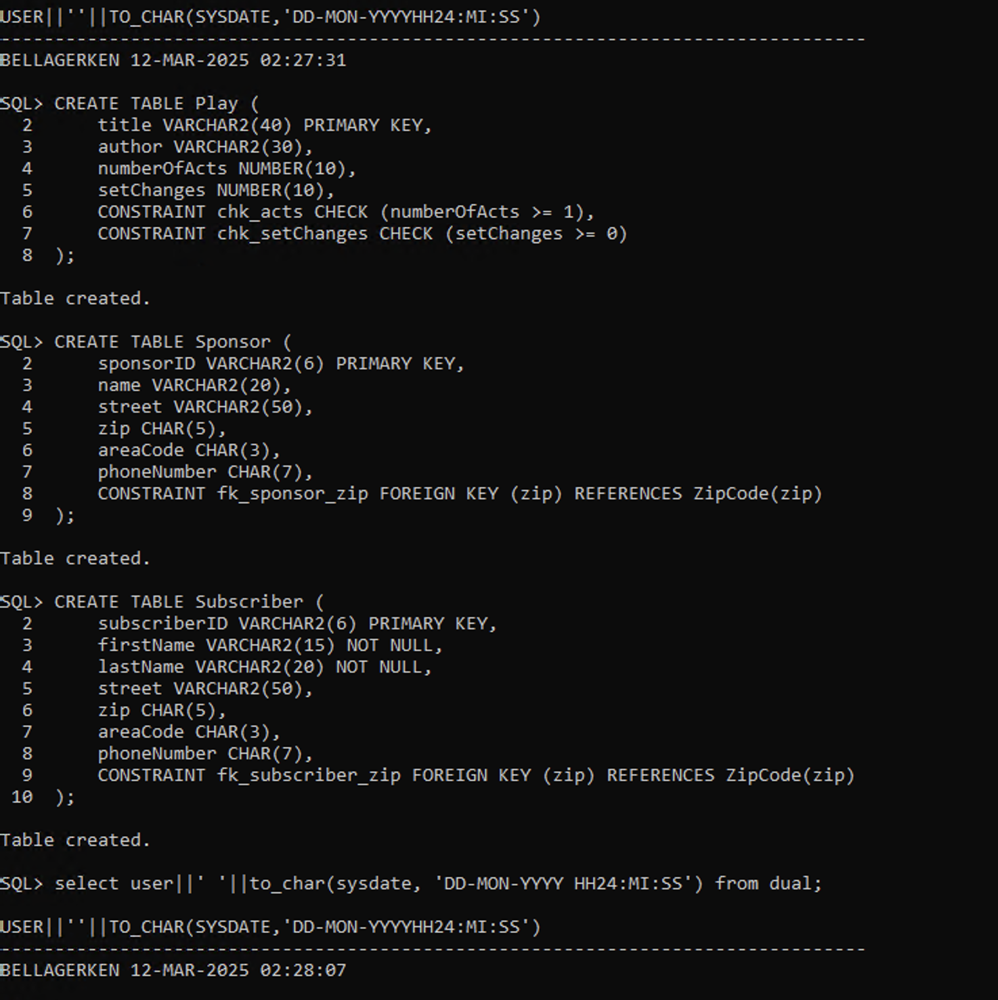 USER||''||TO_CHAR(SYSDATE,'DD-MON-YYYYHH24:MI:SS')
--------------------------------------------------------------------------------
BELLAGERKEN 12-MAR-2025 02:27:31
SQL> CREATE TABLE Play (
  2      title VARCHAR2(40) PRIMARY KEY,
  3      author VARCHAR2(30),
  4      numberOfActs NUMBER(10),
  5      setChanges NUMBER(10),
  6      CONSTRAINT chk_acts CHECK (numberOfActs >= 1),
  7      CONSTRAINT chk_setChanges CHECK (setChanges >= 0)
  8  );
Table created.
SQL> CREATE TABLE Sponsor (
  2      sponsorID VARCHAR2(6) PRIMARY KEY,
  3      name VARCHAR2(20),
  4      street VARCHAR2(50),
  5      zip CHAR(5),
  6      areaCode CHAR(3),
  7      phoneNumber CHAR(7),
  8      CONSTRAINT fk_sponsor_zip FOREIGN KEY (zip) REFERENCES ZipCode(zip)
  9  );
Table created.
SQL> CREATE TABLE Subscriber (
  2      subscriberID VARCHAR2(6) PRIMARY KEY,
  3      firstName VARCHAR2(15) NOT NULL,
  4      lastName VARCHAR2(20) NOT NULL,
  5      street VARCHAR2(50),
  6      zip CHAR(5),
  7      areaCode CHAR(3),
  8      phoneNumber CHAR(7),
  9      CONSTRAINT fk_subscriber_zip FOREIGN KEY (zip) REFERENCES ZipCode(zip)
 10  );
Table created.
SQL> select user||' '||to_char(sysdate, 'DD-MON-YYYY HH24:MI:SS') from dual;
USER||''||TO_CHAR(SYSDATE,'DD-MON-YYYYHH24:MI:SS')
--------------------------------------------------------------------------------
BELLAGERKEN 12-MAR-2025 02:28:07